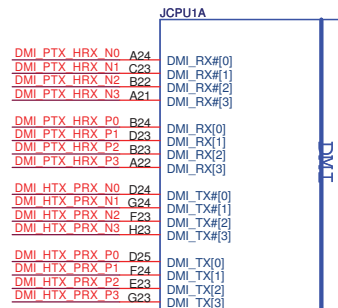 JCPU1A
DMI_PTX_HRX_N0 A24 DMI_RX#[0]
DMI_PTX_HRX_N1 C23 DMI_RX#[1]
DMI_PTX_HRX_N2 B22 DMI_RX#[2]
DMI_PTX_HRX_N3 A21 DMI_RX#[3]
DMI_PTX_HRX_P0 B24 DMI_RX[0]
DMI_PTX_HRX_P1 D23 DMI_RX[1]
DMI_PTX_HRX_P2 B23 DMI_RX[2]
DMI_PTX_HRX_P3 A22 DMI_RX[3]
DMI_HTX_PRX_N0 D24 DMI_TX#[0]
DMI_HTX_PRX_N1 G24 DMI_TX#[1]
DMI_HTX_PRX_N2 F23 DMI_TX#[2]
DMI_HTX_PRX_N3 H23 DMI_TX#[3]
DMI_HTX_PRX_P0 D25 DMI_TX[0]
DMI_HTX_PRX_P1 F24 DMI_TX[1]
DMI_HTX_PRX_P2 E23 DMI_TX[2]
DMI_HTX_PRX_P3 G23 DMI_TX[3]
DMI